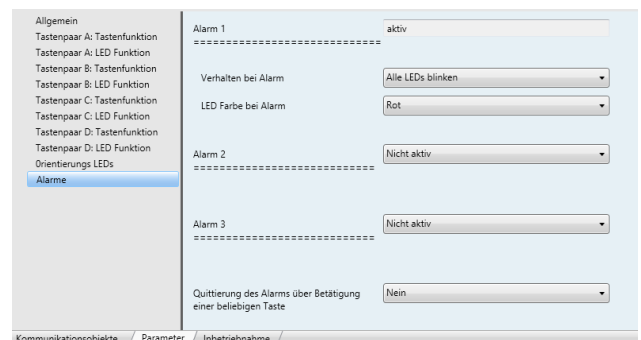 Allgemein
Tastenpaar A: Tastenfunktion
Tastenpaar A: LED Funktion
Tastenpaar B: Tastenfunktion
Tastenpaar B: LED Funktion
Tastenpaar C: Tastenfunktion
Tastenpaar C: LED Funktion
Tastenpaar D: Tastenfunktion
Tastenpaar D: LED Funktion
Orientierungs LEDs
Alarme
Alarm 1 aktiv
===========================
Verhalten bei Alarm Alle LEDs blinken
LED Farbe bei Alarm Rot
Alarm 2 Nicht aktiv
==========================
Alarm 3 Nicht aktiv
==========================
Quittierung des Alarms über Betätigung Nein
einer beliebigen Taste
Kommunikationsobjekte Parameter Inbetriebnahme